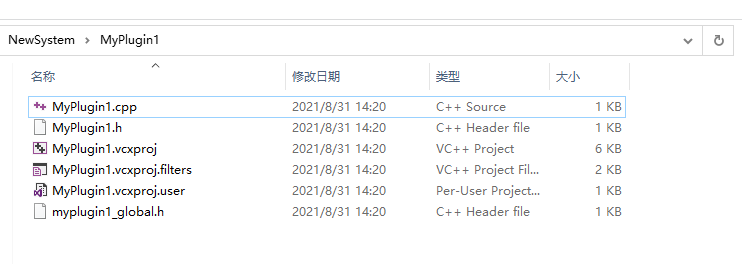 NewSystem > MyPlugin1
名称 修改日期 类型 大小
MyPlugin1.cpp 2021/8/31 14:20 C++ Source 1 KB
MyPlugin1.h 2021/8/31 14:20 C++ Header file 1 KB
MyPlugin1.vcxproj 2021/8/31 14:20 VC++ Project 6 KB
MyPlugin1.vcxproj.filters 2021/8/31 14:20 VC++ Project Fil... 2 KB
MyPlugin1.vcxproj.user 2021/8/31 14:20 Per-User Project... 1 KB
myplugin1_global.h 2021/8/31 14:20 C++ Header file 1 KB